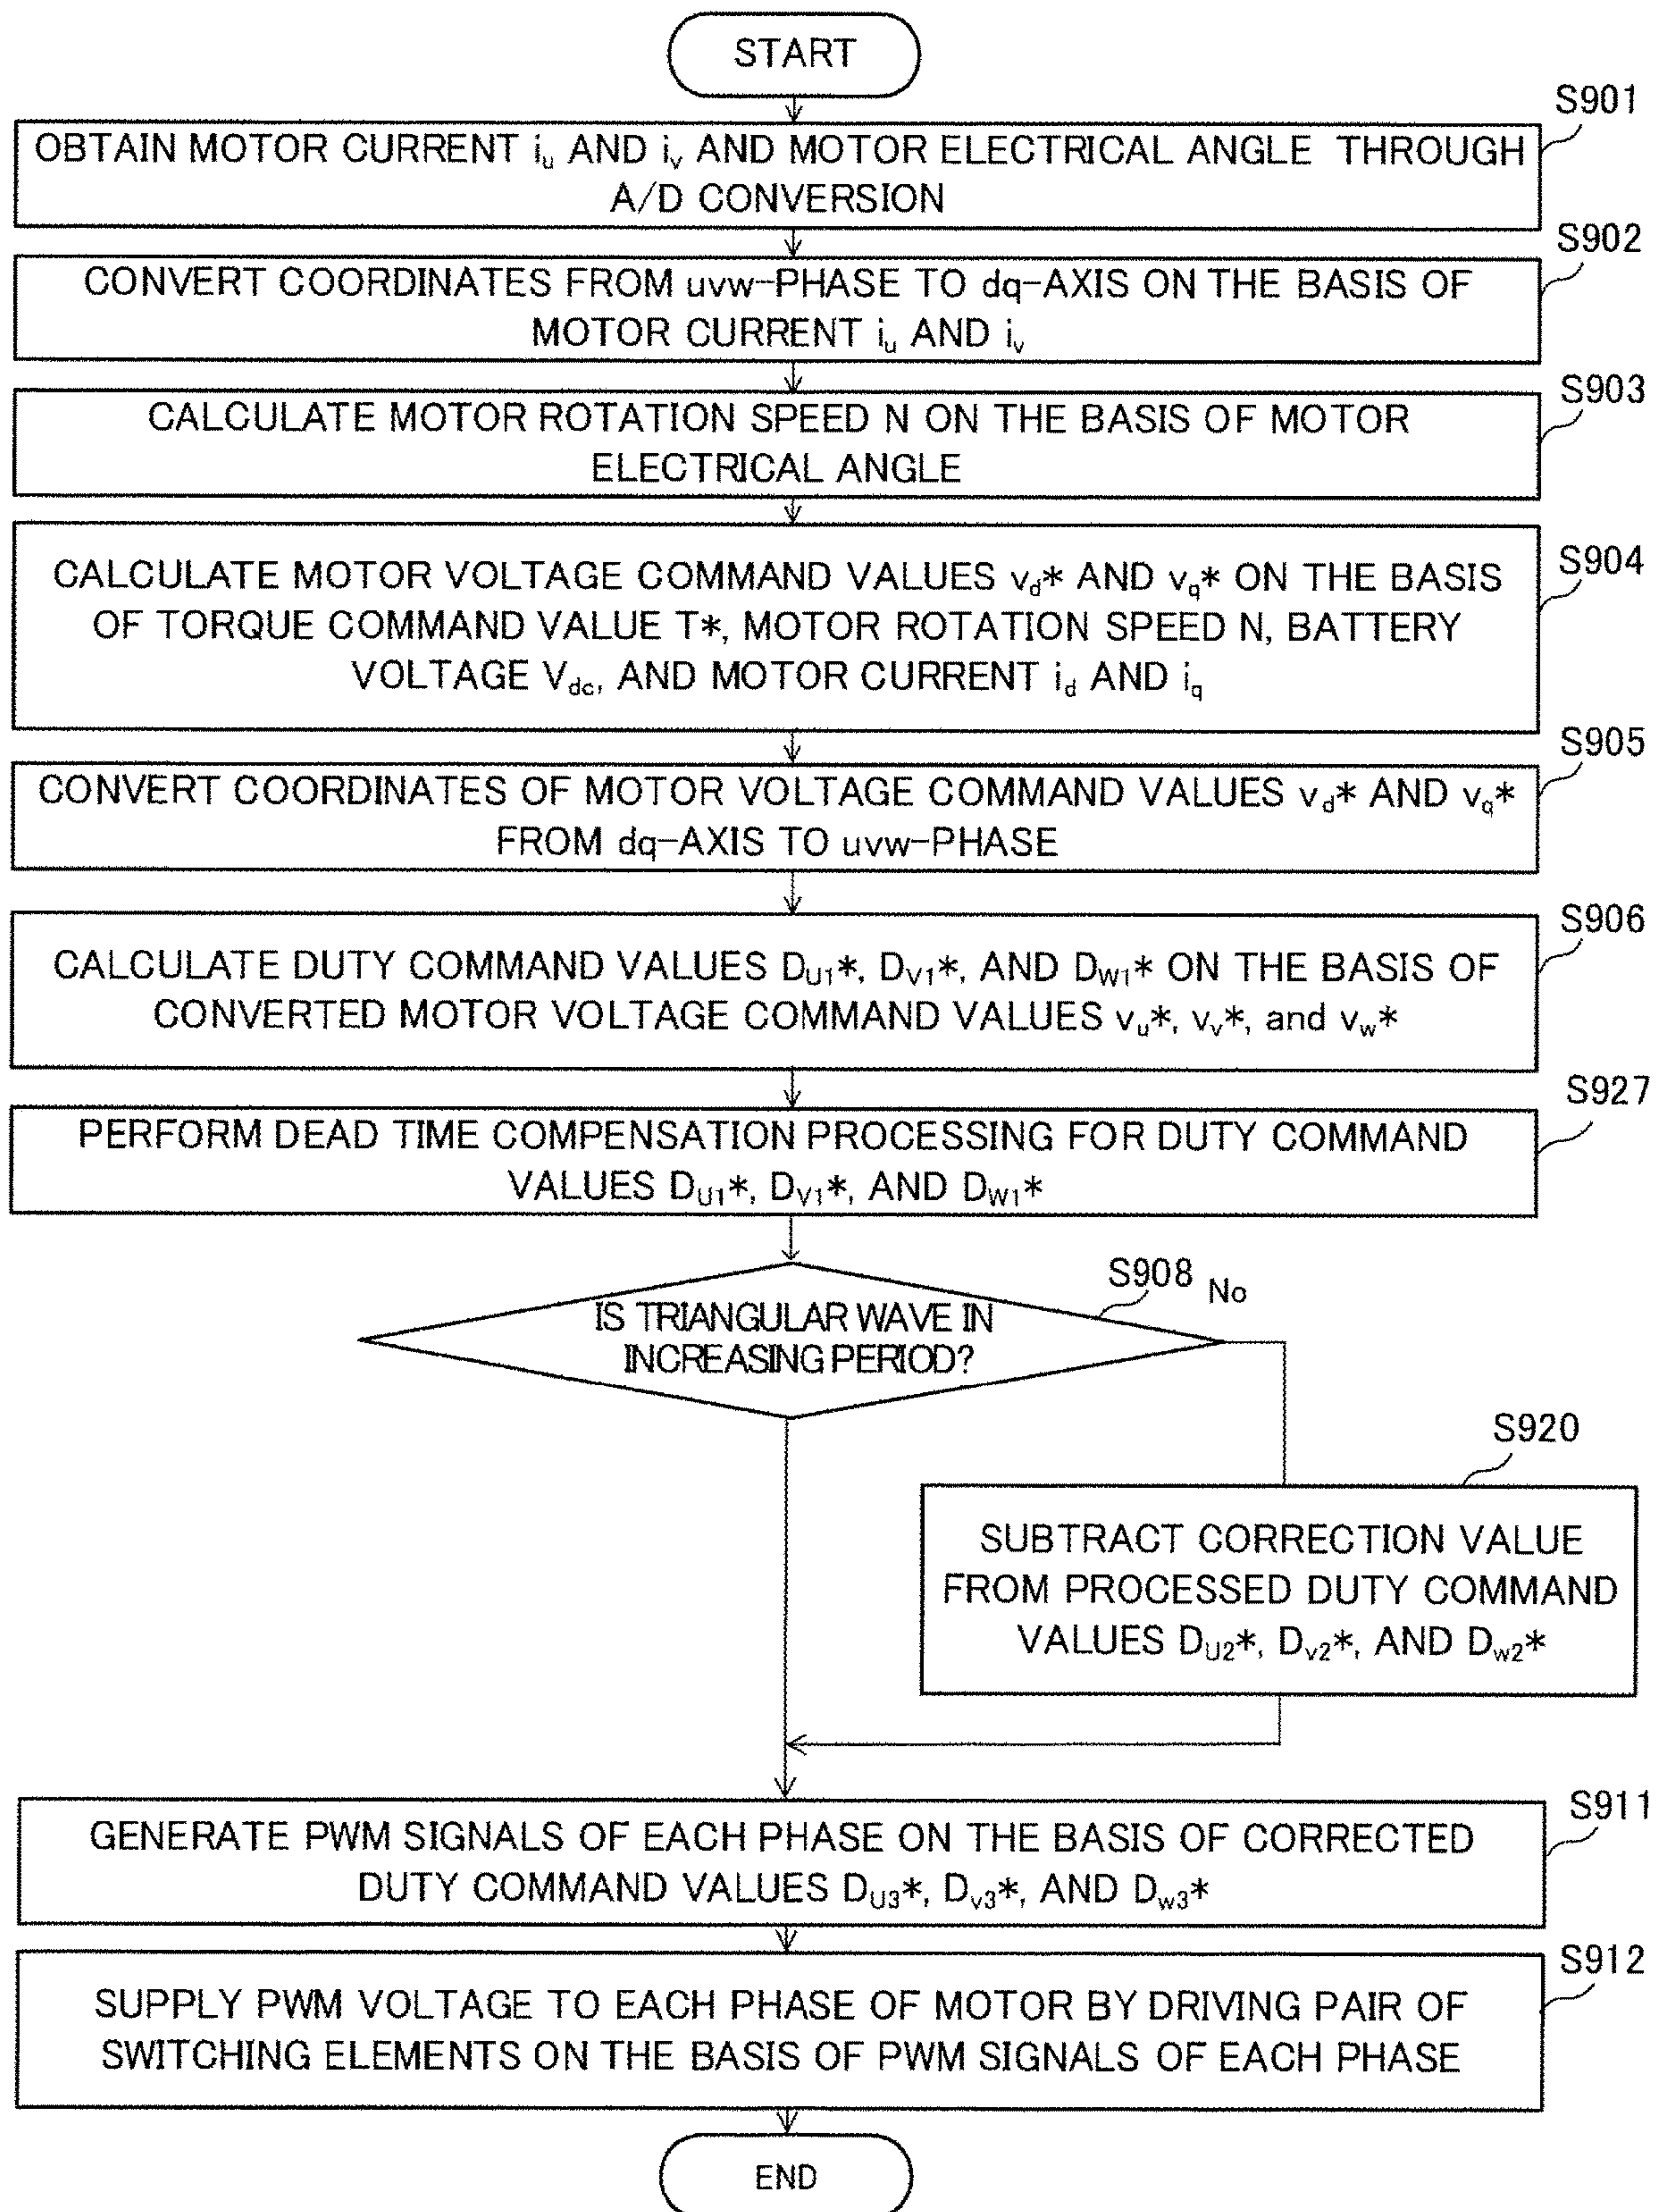 START
S901
OBTAIN MOTOR CURRENT iu AND iv AND MOTOR ELECTRICAL ANGLE THROUGH
A/D CONVERSION
S902
CONVERT COORDINATES FROM uvw-PHASE TO dq-AXIS ON THE BASIS OF
MOTOR CURRENT iu AND iv
S903
CALCULATE MOTOR ROTATION SPEED N ON THE BASIS OF MOTOR
ELECTRICAL ANGLE
S904
CALCULATE MOTOR VOLTAGE COMMAND VALUES vd* AND vq* ON THE BASIS
OF TORQUE COMMAND VALUE T*, MOTOR ROTATION SPEED N, BATTERY
VOLTAGE Vdc, AND MOTOR CURRENT id AND iq
S905
CONVERT COORDINATES OF MOTOR VOLTAGE COMMAND VALUES vd* AND vq*
FROM dq-AXIS TO uvw-PHASE
S906
CALCULATE DUTY COMMAND VALUES DU1*, DV1*, AND DW1* ON THE BASIS OF
CONVERTED MOTOR VOLTAGE COMMAND VALUES vu*, vv*, and vw*
S927
PERFORM DEAD TIME COMPENSATION PROCESSING FOR DUTY COMMAND
VALUES DU1*, DV1*, AND DW1*
S908
No
IS TRIANGULAR WAVE IN
INCREASING PERIOD?
S920
SUBTRACT CORRECTION VALUE
FROM PROCESSED DUTY COMMAND
VALUES DU2*, Dv2*, AND Dw2*
S911
GENERATE PWM SIGNALS OF EACH PHASE ON THE BASIS OF CORRECTED
DUTY COMMAND VALUES DU3*, Dv3*, AND Dw3*
S912
SUPPLY PWM VOLTAGE TO EACH PHASE OF MOTOR BY DRIVING PAIR OF
SWITCHING ELEMENTS ON THE BASIS OF PWM SIGNALS OF EACH PHASE
END